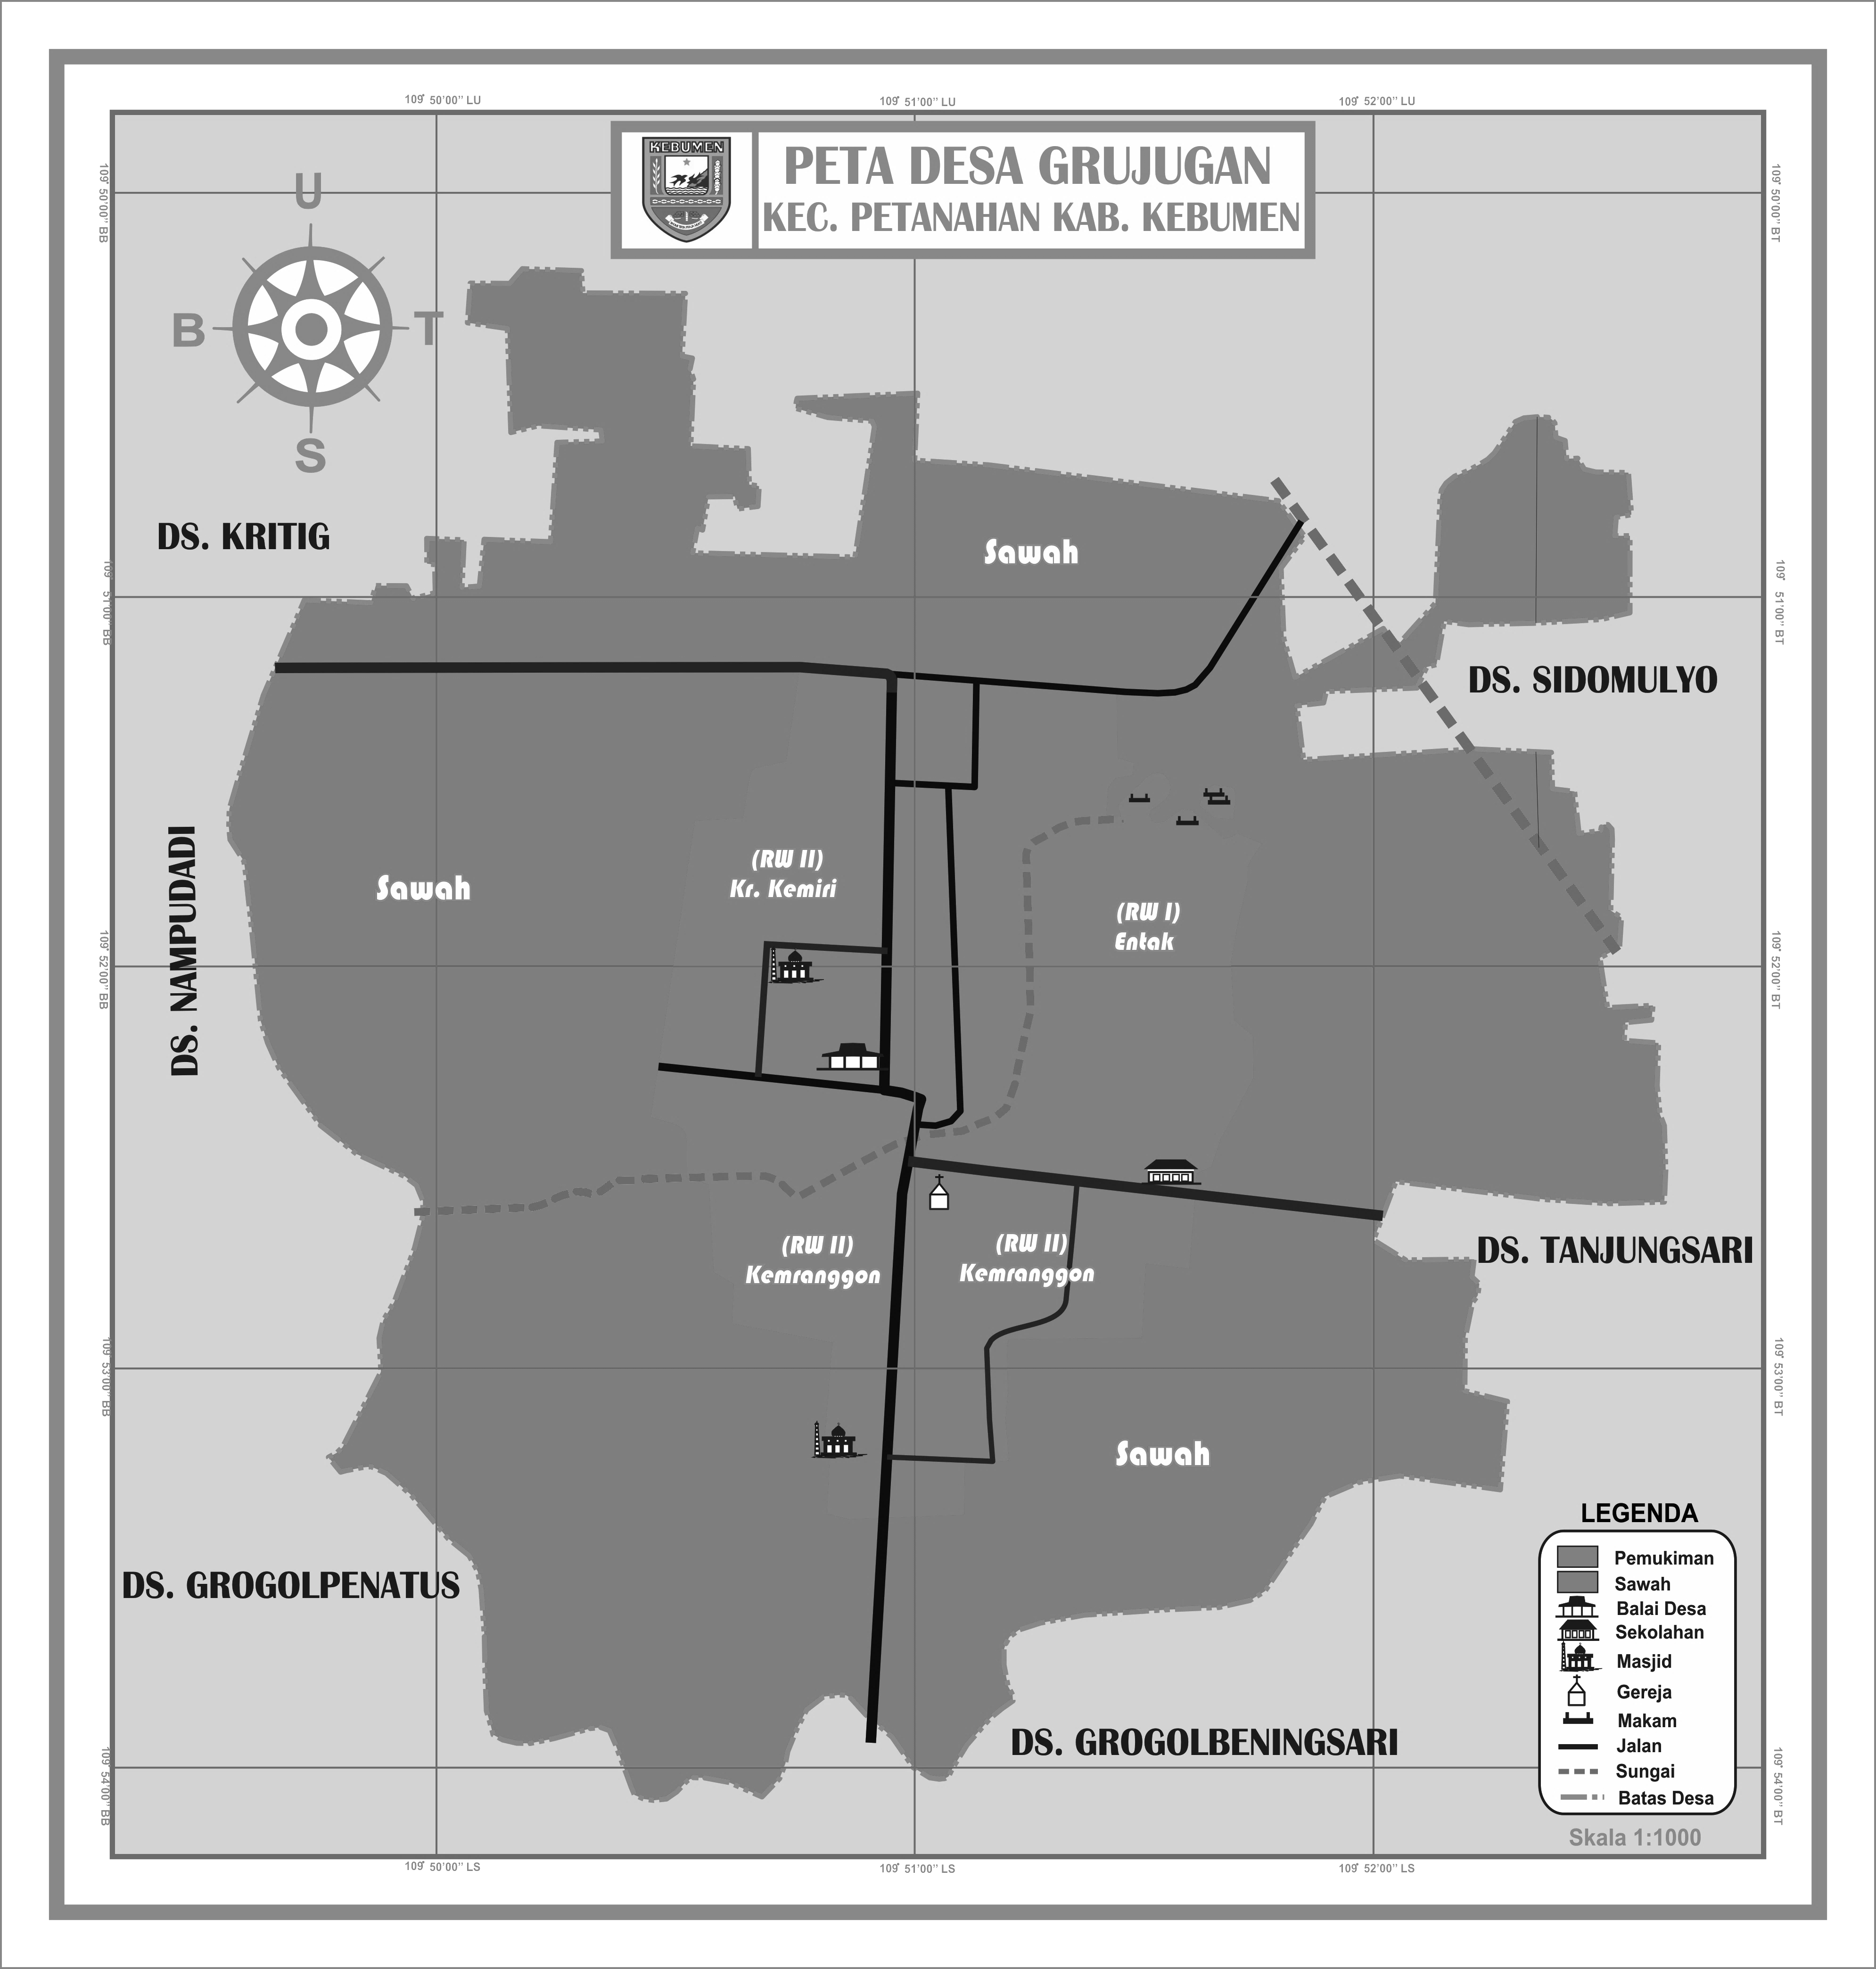 109° 50'00'' LU
109° 51'00'' LU
109° 52'00'' LU
KEBUMEN
PETA DESA GRUJUGAN
KEC. PETANAHAN KAB. KEBUMEN
109° 50'00'' BB
109° 50'00'' BT
U
B
T
S
DS. KRITIG
Sawah
109° 51'00'' BB
109° 51'00'' BT
DS. SIDOMULYO
DS. NAMPUDADI
Sawah
(RW II)
Kr. Kemiri
(RW I)
Entak
109° 52'00'' BB
109° 52'00'' BT
(RW II)
Kemranggon
(RW II)
Kemranggon
DS. TANJUNGSARI
109° 53'00'' BB
109° 53'00'' BT
Sawah
DS. GROGOLPENATUS
DS. GROGOLBENINGSARI
LEGENDA
Pemukiman
Sawah
Balai Desa
Sekolahan
Masjid
Gereja
Makam
Jalan
Sungai
Batas Desa
Skala 1:1000
109° 54'00'' BB
109° 54'00'' BT
109° 50'00'' LS
109° 51'00'' LS
109° 52'00'' LS